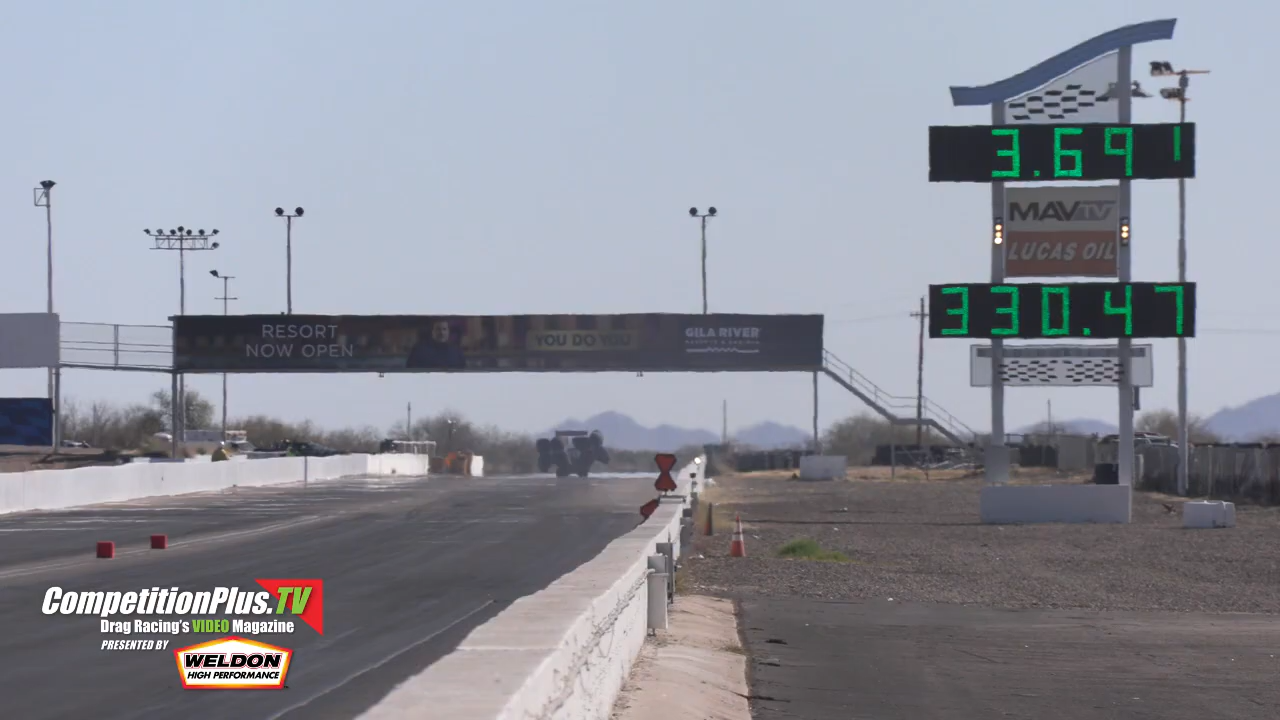 3.691
MAVTV
LUCAS OIL
330.47
RESORT
NOW OPEN
YOU DO YOU
GILA RIVER
CompetitionPlus.TV
Drag Racing's VIDEO Magazine
PRESENTED BY
WELDON
HIGH PERFORMANCE